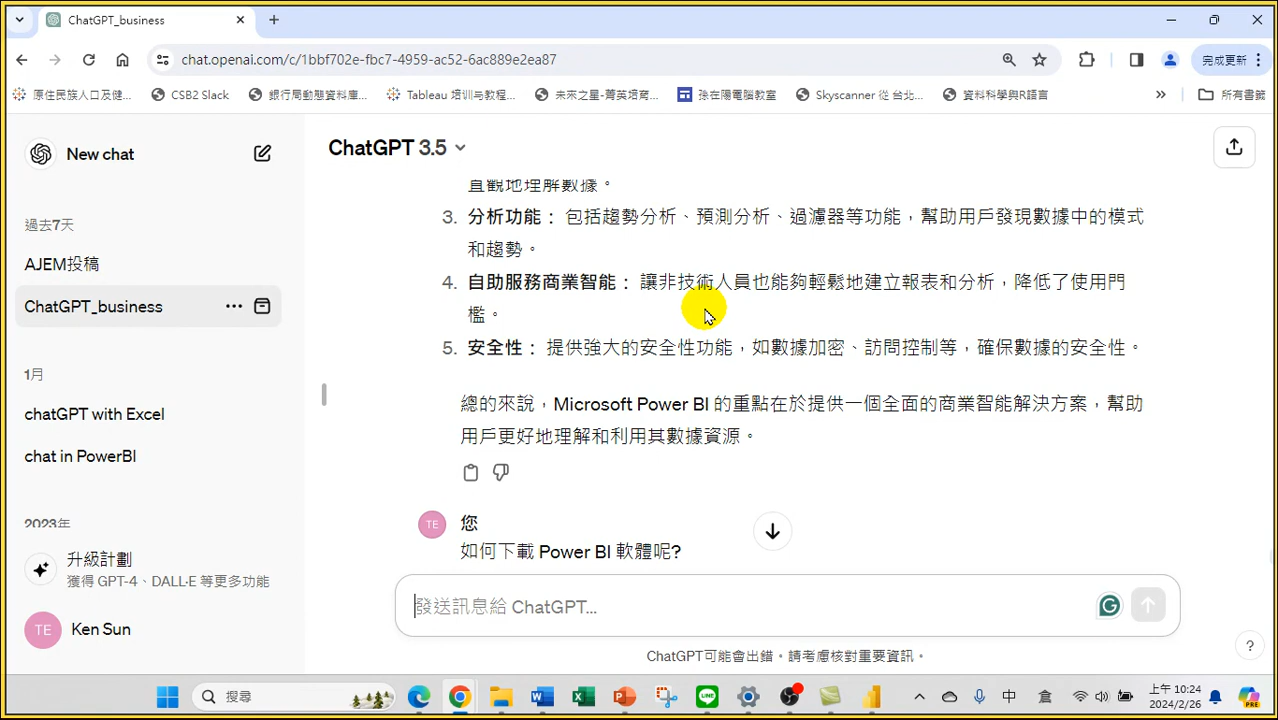 ChatGPT_business
chat.openai.com/c/1bbf702e-fbc7-4959-ac52-6ac889e2ea87
完成更新
原住民族人口及健...
CSB2 Slack
銀行局動態資料庫...
Tableau 培训与教程...
未來之星-菁英培育...
孫在陽電腦教室
Skyscanner 從 台北...
資料科學與R語言
所有書籤
New chat
過去7天
AJEM投稿
ChatGPT_business
1月
chatGPT with Excel
chat in PowerBI
2023年
升級計劃
獲得 GPT-4、DALL·E 等更多功能
TE
Ken Sun
ChatGPT 3.5
直觀地理解數據。
3. 分析功能： 包括趨勢分析、預測分析、過濾器等功能，幫助用戶發現數據中的模式
和趨勢。
4. 自助服務商業智能： 讓非技術人員也能夠輕鬆地建立報表和分析，降低了使用門
檻。
5. 安全性： 提供強大的安全性功能，如數據加密、訪問控制等，確保數據的安全性。
總的來說，Microsoft Power BI 的重點在於提供一個全面的商業智能解決方案，幫助
用戶更好地理解和利用其數據資源。
TE
您
如何下載 Power BI 軟體呢?
發送訊息給 ChatGPT...
ChatGPT可能會出錯。請考慮核對重要資訊。
?
搜尋
中
上午 10:24
2024/2/26
PRE